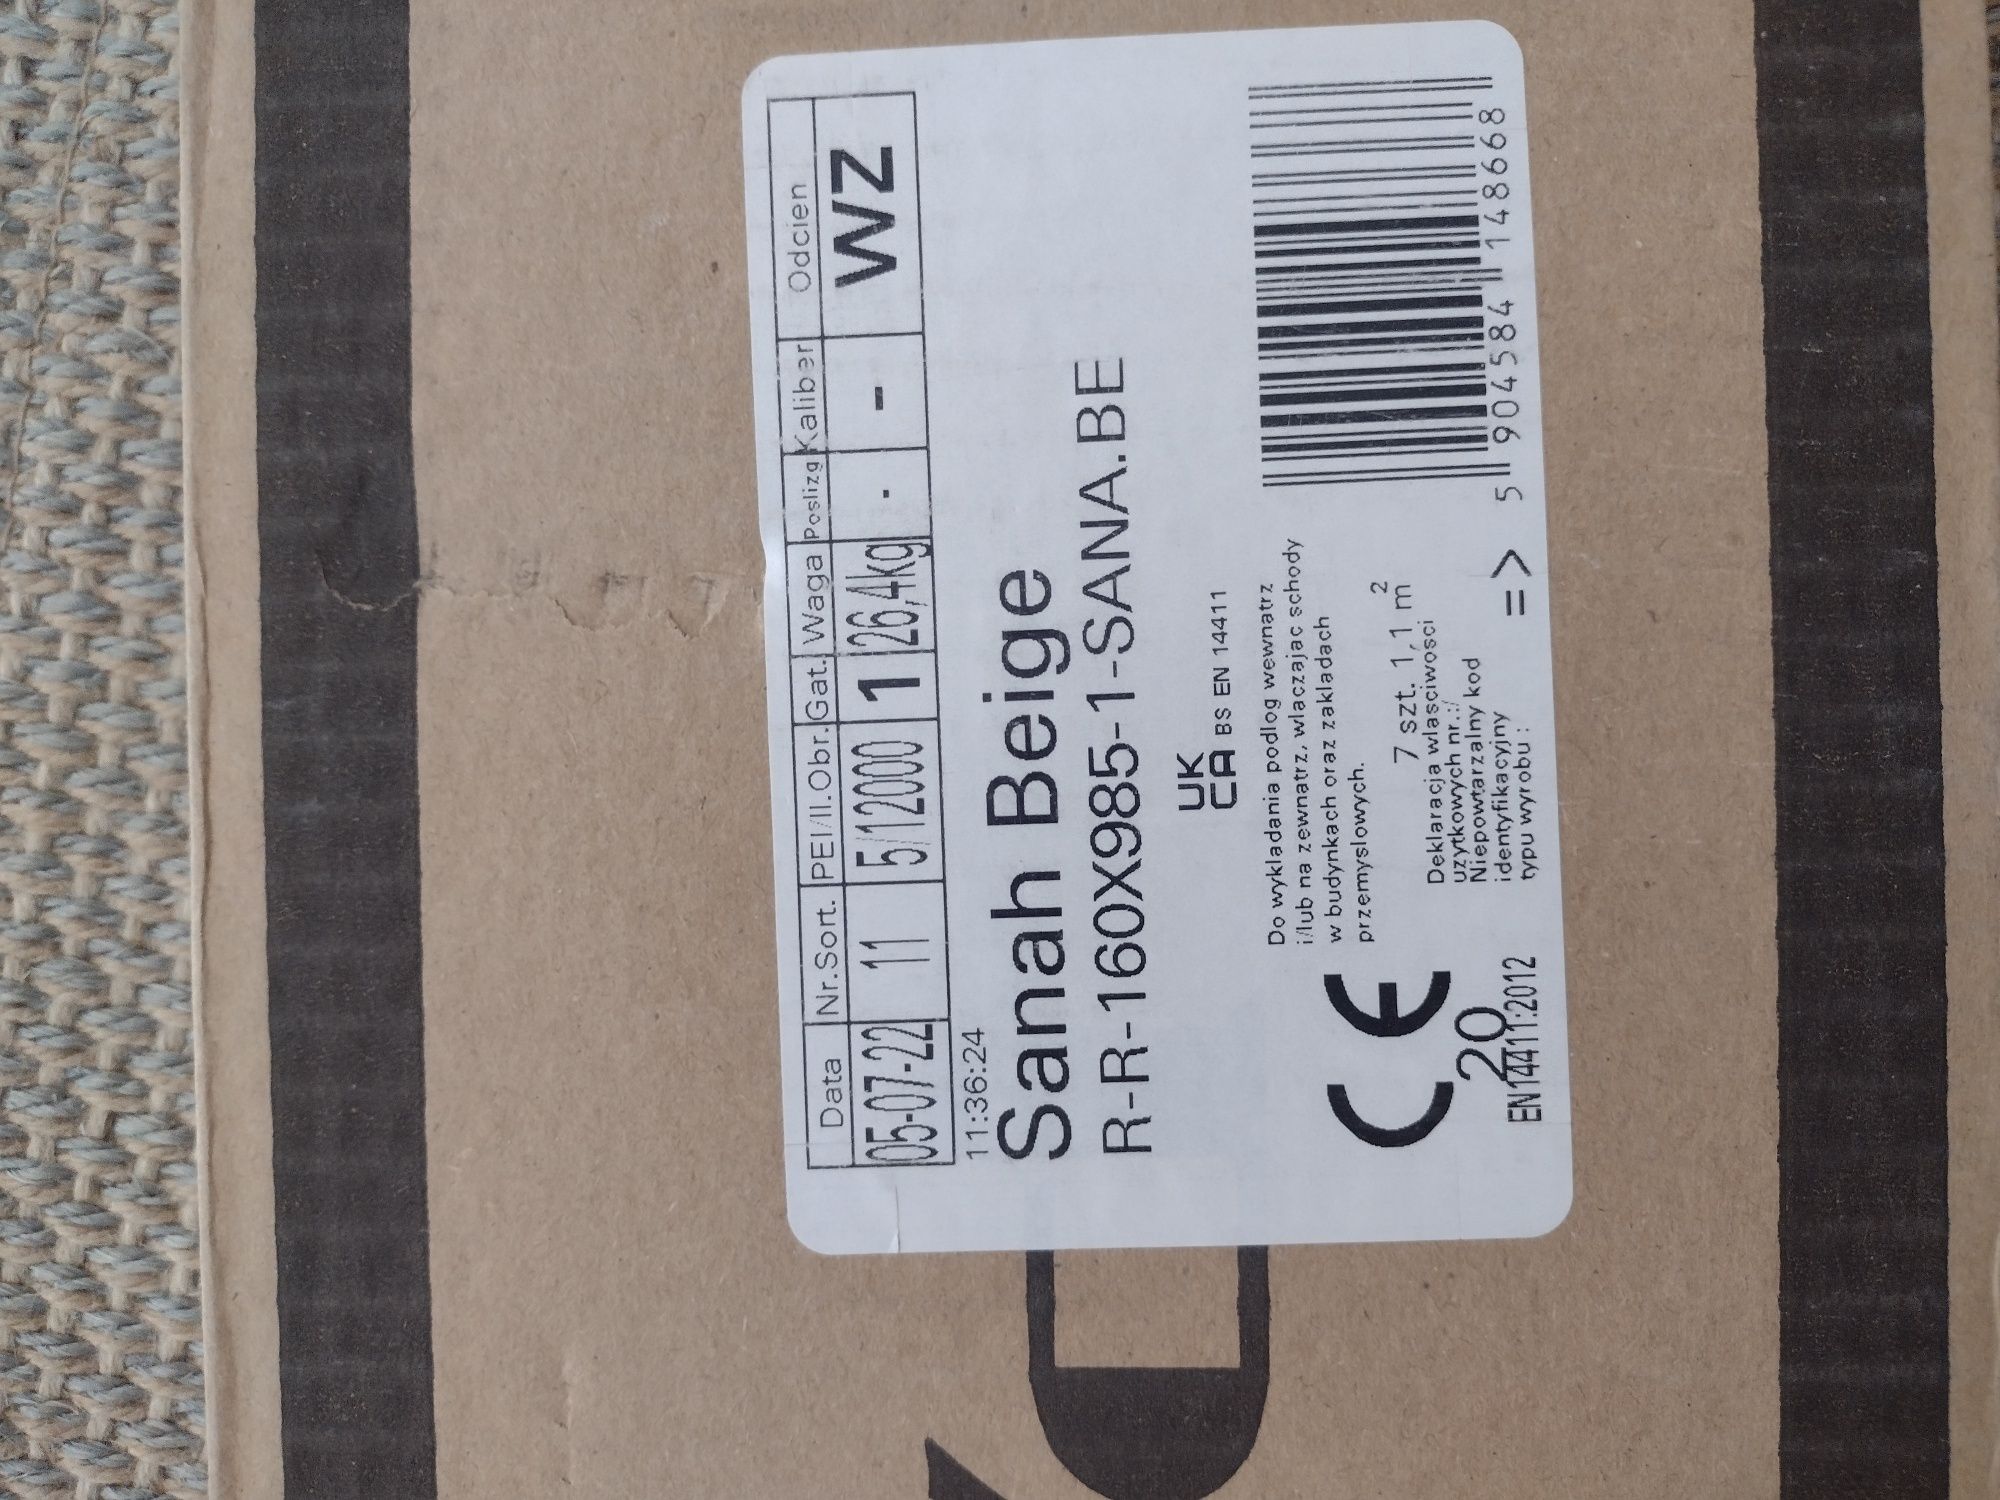 Data Nr.Sort. PEI/Il.Obr. Gat. Waga Poslizg Kaliber Odcien
05-07-22 11 5/12000 1 26,4kg . - WZ
11:36:24
Sanah Beige
R-R-160X985-1-SANA.BE
UK
CA BS EN 14411
Do wykladania podlog wewnatrz
i/lub na zewnatrz, wlaczajac schody
w budynkach oraz zakladach
przemyslowych.
7 szt. 1,1 m²
CE
20
EN14411:2012
Deklaracja wlasciwosci
uzytkowych nr.:/
Niepowtarzalny kod
identyfikacyjny
typu wyrobu :
=>
5 904584 148668